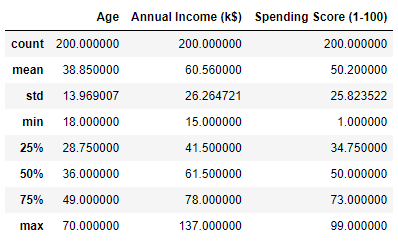 Age Annual Income (k$) Spending Score (1-100)
count 200.000000 200.000000 200.000000
mean 38.850000 60.560000 50.200000
std 13.969007 26.264721 25.823522
min 18.000000 15.000000 1.000000
25% 28.750000 41.500000 34.750000
50% 36.000000 61.500000 50.000000
75% 49.000000 78.000000 73.000000
max 70.000000 137.000000 99.000000